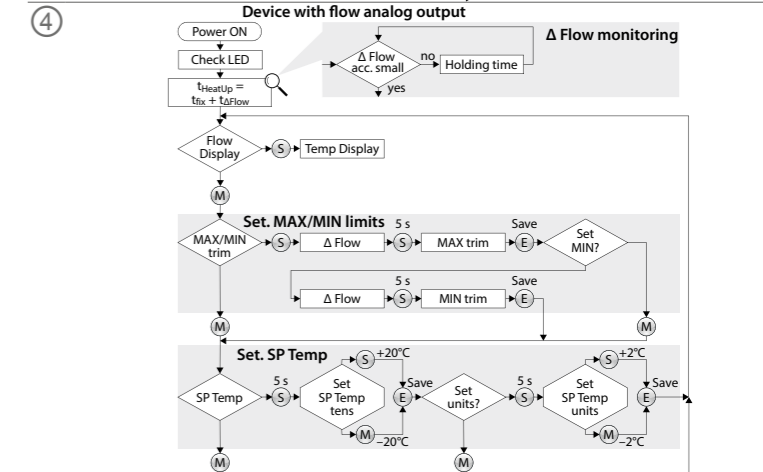 ④
Device with flow analog output
Power ON
Check LED
tHeatUp =
tfix + tΔFlow
Δ Flow monitoring
Δ Flow
acc. small
no
Holding time
yes
Flow
Display
S
Temp Display
M
Set. MAX/MIN limits
MAX/MIN
trim
S
Δ Flow
5 s
S
MAX trim
Save
E
Set
MIN?
Δ Flow
5 s
S
MIN trim
Save
E
M
M
Set. SP Temp
SP Temp
5 s
S
Set
SP Temp
tens
S
+20°C
M
−20°C
Save
E
Set
units?
5 s
S
Set
SP Temp
units
S
+2°C
M
−2°C
Save
E
M
M